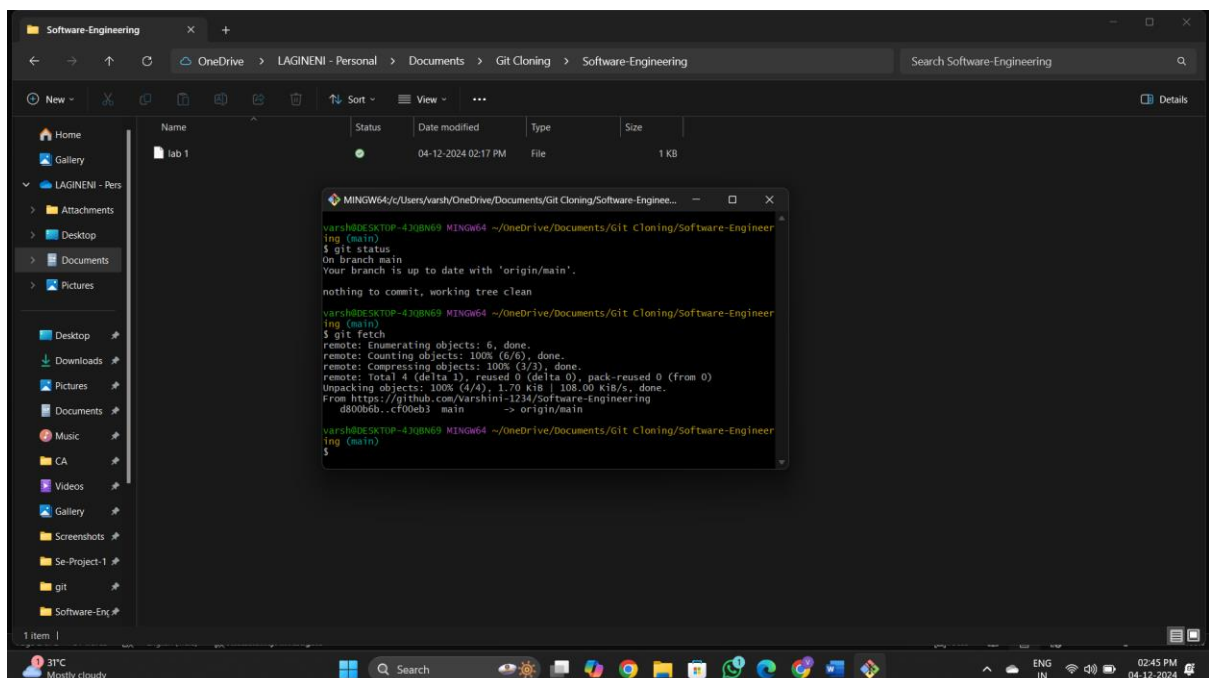 Software-Engineering
OneDrive > LAGINENI - Personal > Documents > Git Cloning > Software-Engineering
Search Software-Engineering
New
Sort
View
Details
Name
Status
Date modified
Type
Size
lab 1
04-12-2024 02:17 PM
File
1 KB
Home
Gallery
LAGINENI - Pers
Attachments
Desktop
Documents
Pictures
Desktop
Downloads
Pictures
Documents
Music
CA
Videos
Gallery
Screenshots
Se-Project-1
git
Software-Eng
1 item
MINGW64:/c/Users/varsh/OneDrive/Documents/Git Cloning/Software-Enginee...
varsh@DESKTOP-4JQBN69 MINGW64 ~/OneDrive/Documents/Git Cloning/Software-Engineer
ing (main)
$ git status
On branch main
Your branch is up to date with 'origin/main'.
nothing to commit, working tree clean
varsh@DESKTOP-4JQBN69 MINGW64 ~/OneDrive/Documents/Git Cloning/Software-Engineer
ing (main)
$ git fetch
remote: Enumerating objects: 6, done.
remote: Counting objects: 100% (6/6), done.
remote: Compressing objects: 100% (3/3), done.
remote: Total 4 (delta 1), reused 0 (delta 0), pack-reused 0 (from 0)
Unpacking objects: 100% (4/4), 1.70 KiB | 108.00 KiB/s, done.
From https://github.com/Varshini-1234/Software-Engineering
d800b6b..cf00eb3 main -> origin/main
varsh@DESKTOP-4JQBN69 MINGW64 ~/OneDrive/Documents/Git Cloning/Software-Engineer
ing (main)
$
1
31°C
Mostly cloudy
Search
ENG
IN
02:45 PM
04-12-2024